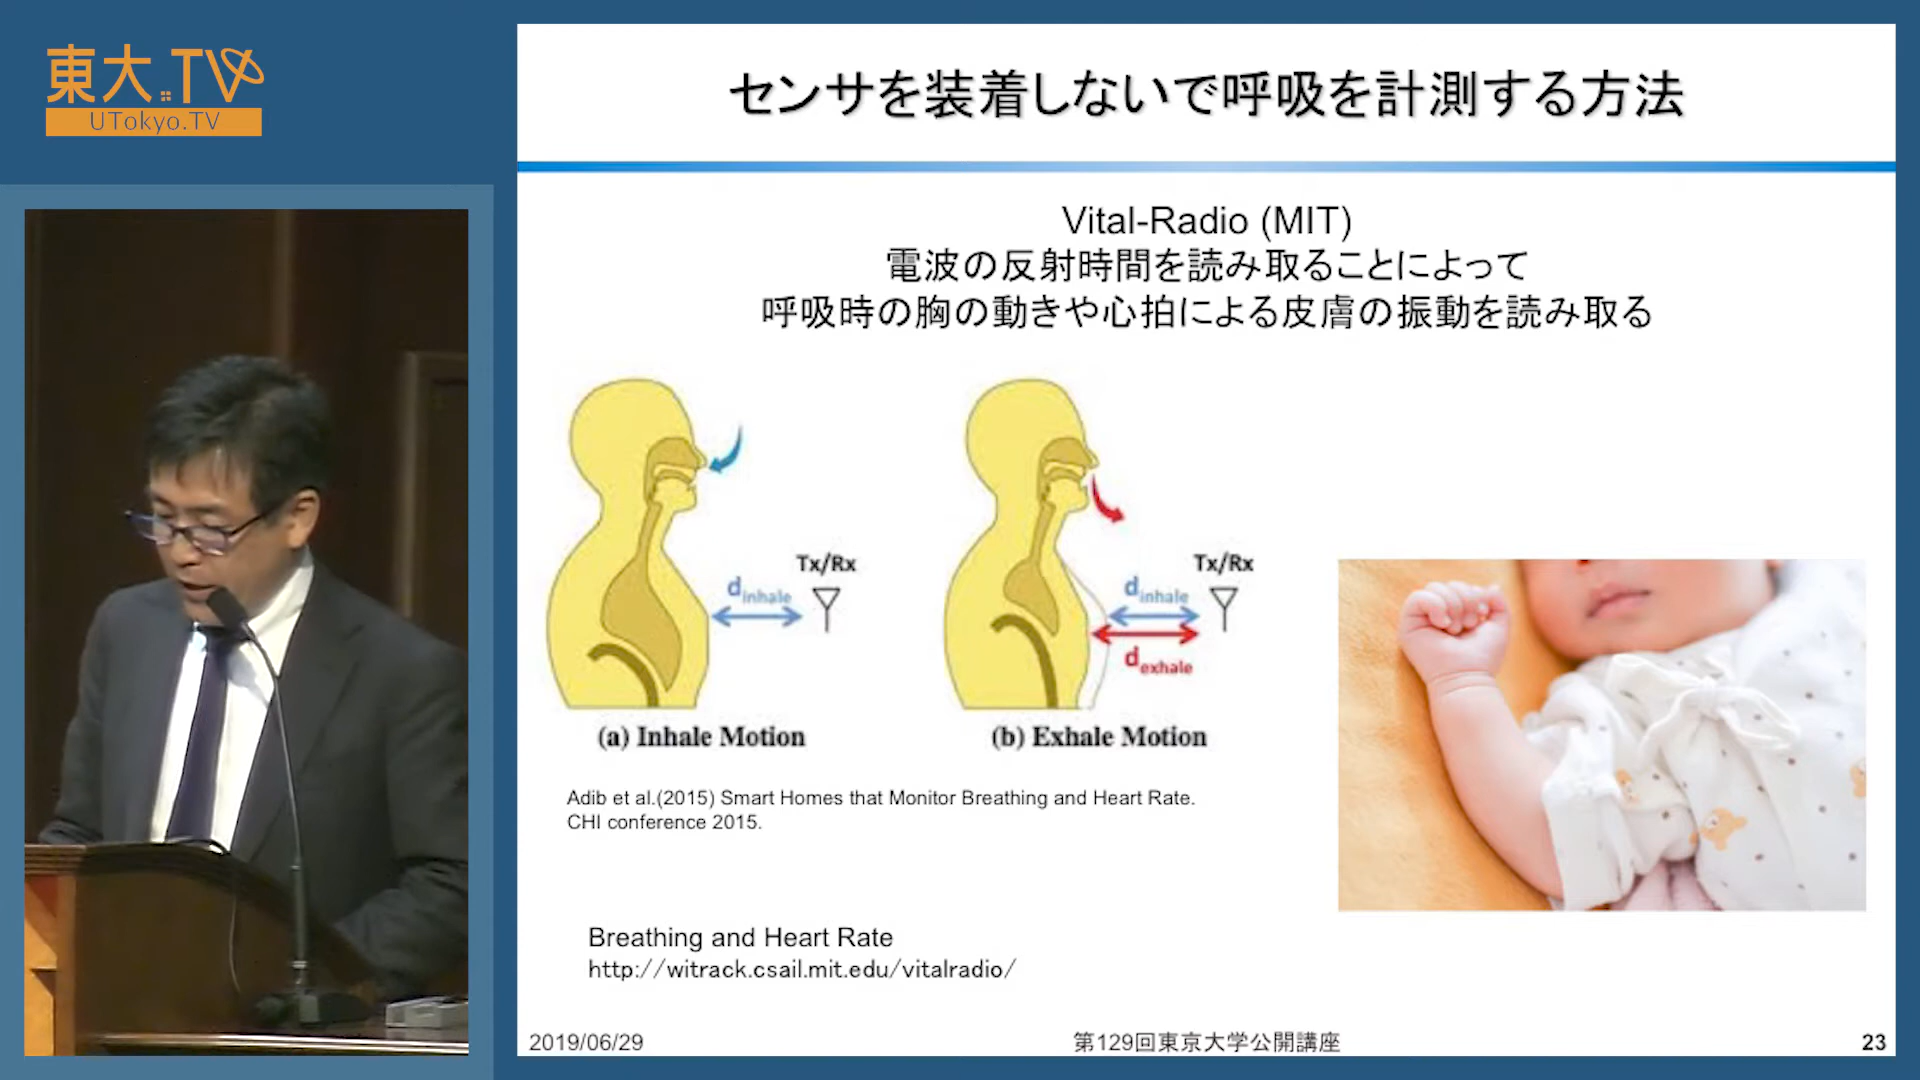 東大TV
UTokyo.TV
センサを装着しないで呼吸を計測する方法
Vital-Radio (MIT)
電波の反射時間を読み取ることによって
呼吸時の胸の動きや心拍による皮膚の振動を読み取る
Tx/Rx
d inhale
(a) Inhale Motion
Tx/Rx
d inhale
d exhale
(b) Exhale Motion
Adib et al.(2015) Smart Homes that Monitor Breathing and Heart Rate.
CHI conference 2015.
Breathing and Heart Rate
http://witrack.csail.mit.edu/vitalradio/
2019/06/29
第129回東京大学公開講座
23